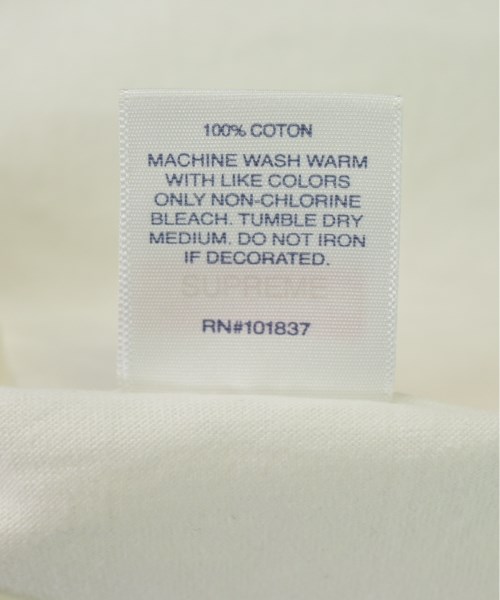 100% COTON
MACHINE WASH WARM
WITH LIKE COLORS
ONLY NON-CHLORINE
BLEACH. TUMBLE DRY
MEDIUM. DO NOT IRON
IF DECORATED.
SUPREME
RN#101837